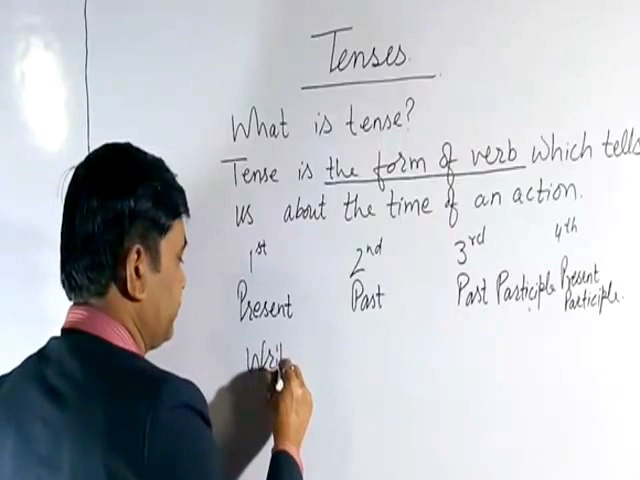 Tenses.
What is tense?
Tense is the form of verb which tells
us about the time of an action.
1st 2nd 3rd 4th
Present Past Past Participle Present Participle.
Writ